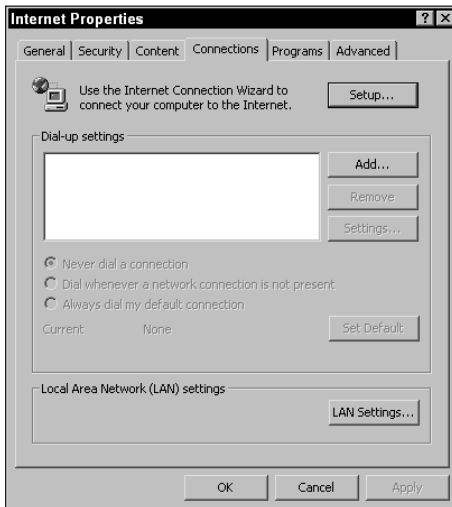 Internet Properties
General Security Content Connections Programs Advanced
Use the Internet Connection Wizard to
connect your computer to the Internet.
Setup...
Dial-up settings
Add...
Remove
Settings...
Never dial a connection
Dial whenever a network connection is not present
Always dial my default connection
Current None Set Default
Local Area Network (LAN) settings
LAN Settings...
OK Cancel Apply